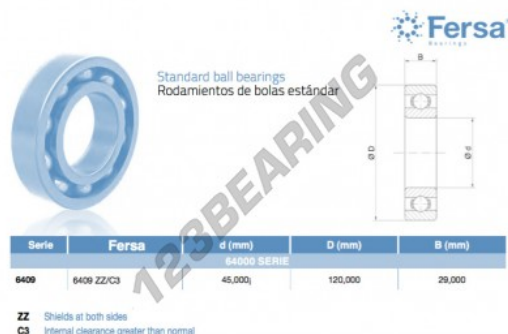 Fersa
Bearings
Standard ball bearings
Rodamientos de bolas estándar
B
Ø D
Ø d
123BEARING
Serie Fersa d (mm) D (mm) B (mm)
64000 SERIE
6409 6409 ZZ/C3 45,000 120,000 29,000
ZZ Shields at both sides
C3 Internal clearance greater than normal